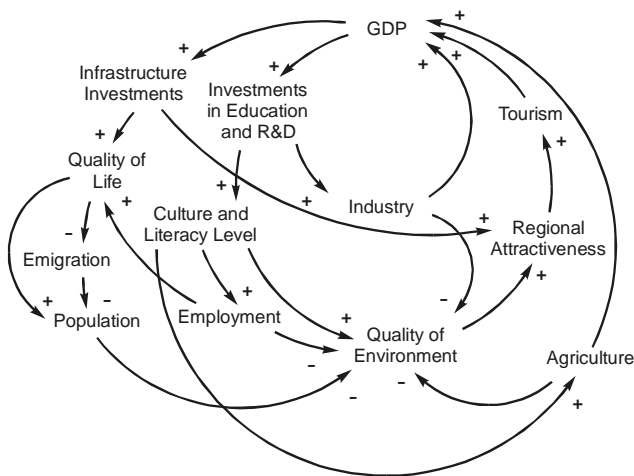 GDP
+
+
+
+
+
+
Infrastructure
Investments
Investments
in Education
and R&D
Tourism
+
+
Quality of
Life
+
+
+
+
Industry
Culture and
Literacy Level
Regional
Attractiveness
–
Emigration
+
+
–
+
–
+
Population
Employment
Quality of
Environment
Agriculture
–
–
–
+